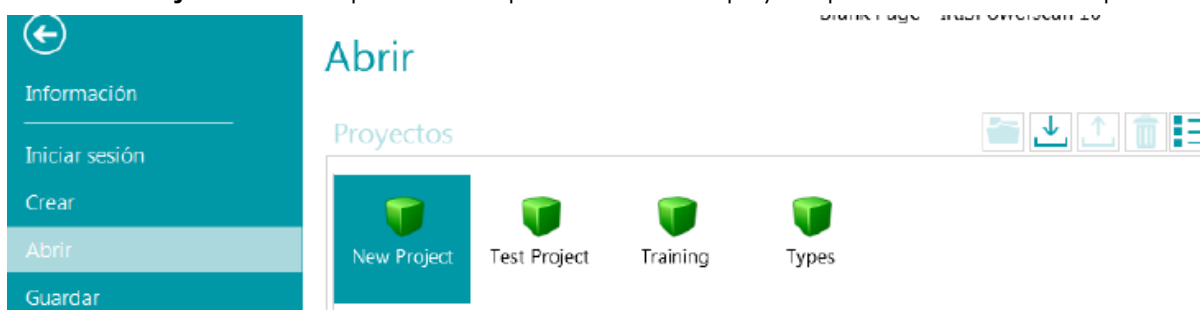 Abrir
Información
Proyectos
Iniciar sesión
Crear
Abrir
New Project Test Project Training Types
Guardar